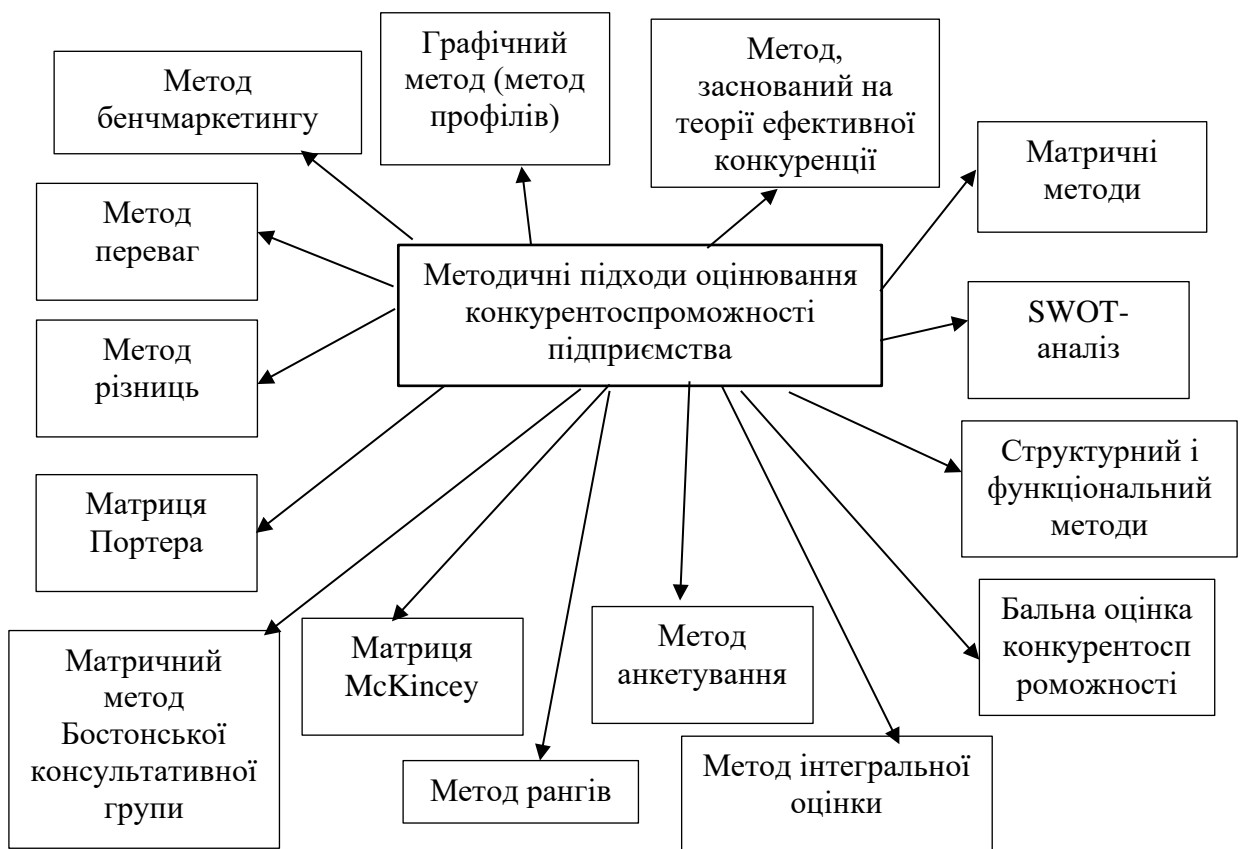 Метод
бенчмаркетингу
Графічний
метод (метод
профілів)
Метод,
заснований на
теорії ефективної
конкуренції
Матричні
методи
Метод
переваг
Методичні підходи оцінювання
конкурентоспроможності
підприємства
SWOT-
аналіз
Метод
різниць
Структурний і
функціональний
методи
Матриця
Портера
Бальна оцінка
конкурентосп
роможності
Матричний
метод
Бостонської
консультативної
групи
Матриця
McKincey
Метод
анкетування
Метод рангів
Метод інтегральної
оцінки